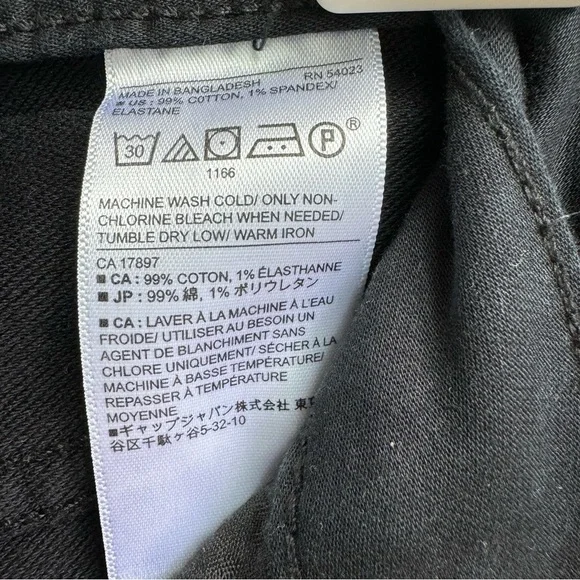 MADE IN BANGLADESH RN 54023
■ US : 99% COTTON, 1% SPANDEX/
ELASTANE
30 P ®
1166
MACHINE WASH COLD/ ONLY NON-
CHLORINE BLEACH WHEN NEEDED/
TUMBLE DRY LOW/ WARM IRON
CA 17897
■ CA : 99% COTON, 1% ÉLASTHANNE
■ JP : 99% 綿, 1% ポリウレタン
■ CA : LAVER À LA MACHINE À L'EAU
FROIDE/ UTILISER AU BESOIN UN
AGENT DE BLANCHIMENT SANS
CHLORE UNIQUEMENT/ SÉCHER À LA
MACHINE À BASSE TEMPÉRATURE/
REPASSER À TEMPÉRATURE
MOYENNE
■ギャップジャパン株式会社 東
谷区千駄ヶ谷5-32-10